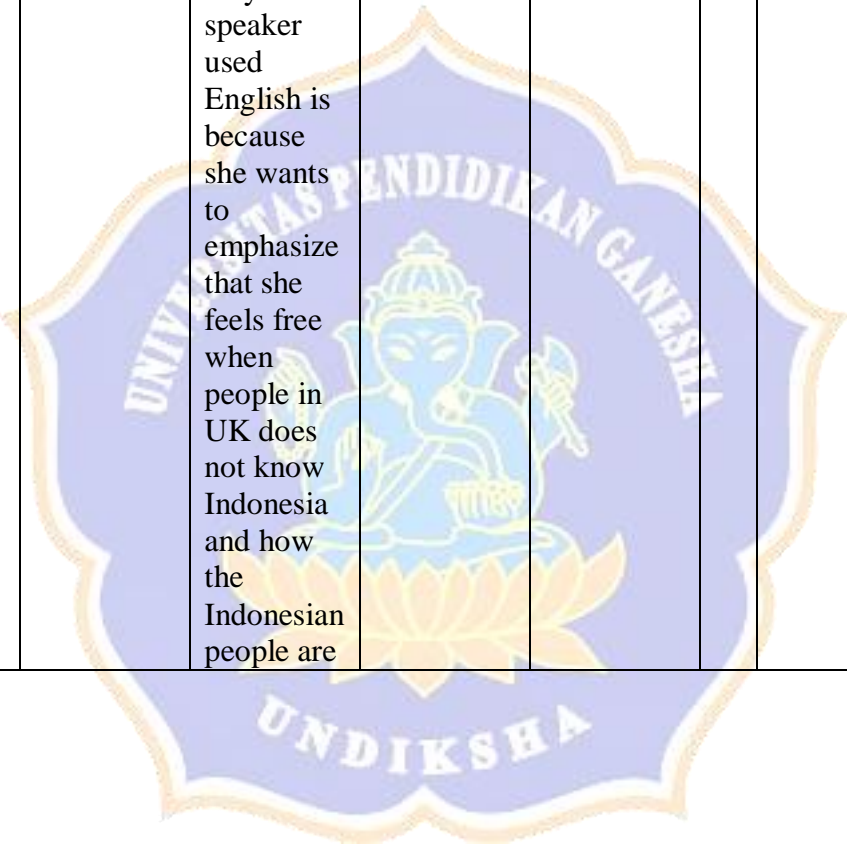 speaker
used
English is
because
she wants
to
emphasize
that she
feels free
when
people in
UK does
not know
Indonesia
and how
the
Indonesian
people are
UNIVERSITAS PENDIDIKAN GANESHA
UNDIKSHA